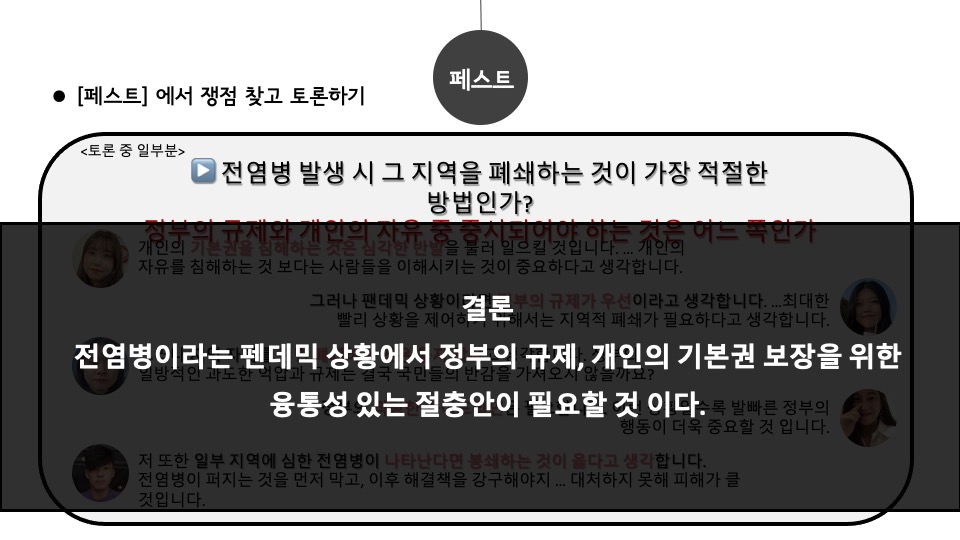 페스트
● [페스트] 에서 쟁점 찾고 토론하기
<토론 중 일부분>
▶전염병 발생 시 그 지역을 폐쇄하는 것이 가장 적절한
방법인가?
정부의 규제와 개인의 자유 중 중시되어야 하는 것은 어느 쪽인가
개인의 기본권을 침해하는 것은 심각한 반발을 불러 일으킬 것입니다. ... 개인의
자유를 침해하는 것 보다는 사람들을 이해시키는 것이 중요하다고 생각합니다.
그러나 팬데믹 상황이 정부의 규제가 우선이라고 생각합니다. ...최대한
빨리 상황을 제어하기 위해서는 지역적 폐쇄가 필요하다고 생각합니다.
결론
전염병이라는 펜데믹 상황에서 정부의 규제, 개인의 기본권 보장을 위한
일방적인 과도한 억압과 규제는 결국 국민들의 반감을 가져오지 않을까요?
융통성 있는 절충안이 필요할 것 이다.
수록 발빠른 정부의
행동이 더욱 중요할 것 입니다.
저 또한 일부 지역에 심한 전염병이 나타난다면 봉쇄하는 것이 옳다고 생각합니다.
전염병이 퍼지는 것을 먼저 막고, 이후 해결책을 강구해야지 ... 대처하지 못해 피해가 클
것입니다.